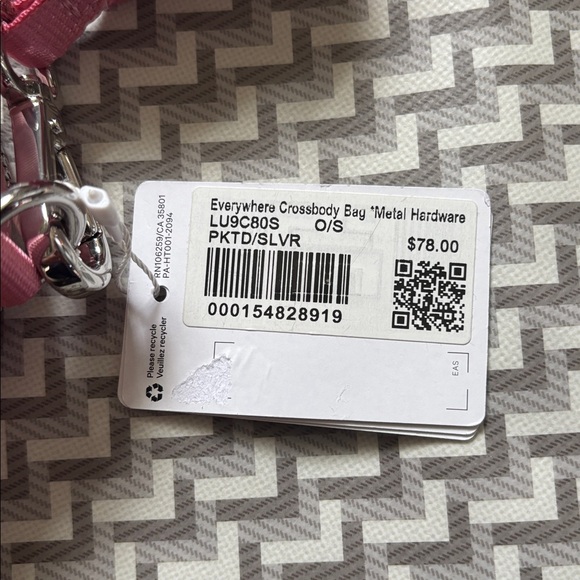 Everywhere Crossbody Bag *Metal Hardware
LU9C80S O/S
PKTD/SLVR
$78.00
000154828919
RN106259/CA 35801
PA-HT001-2094
Please recycle
Veuillez recycler
EAS